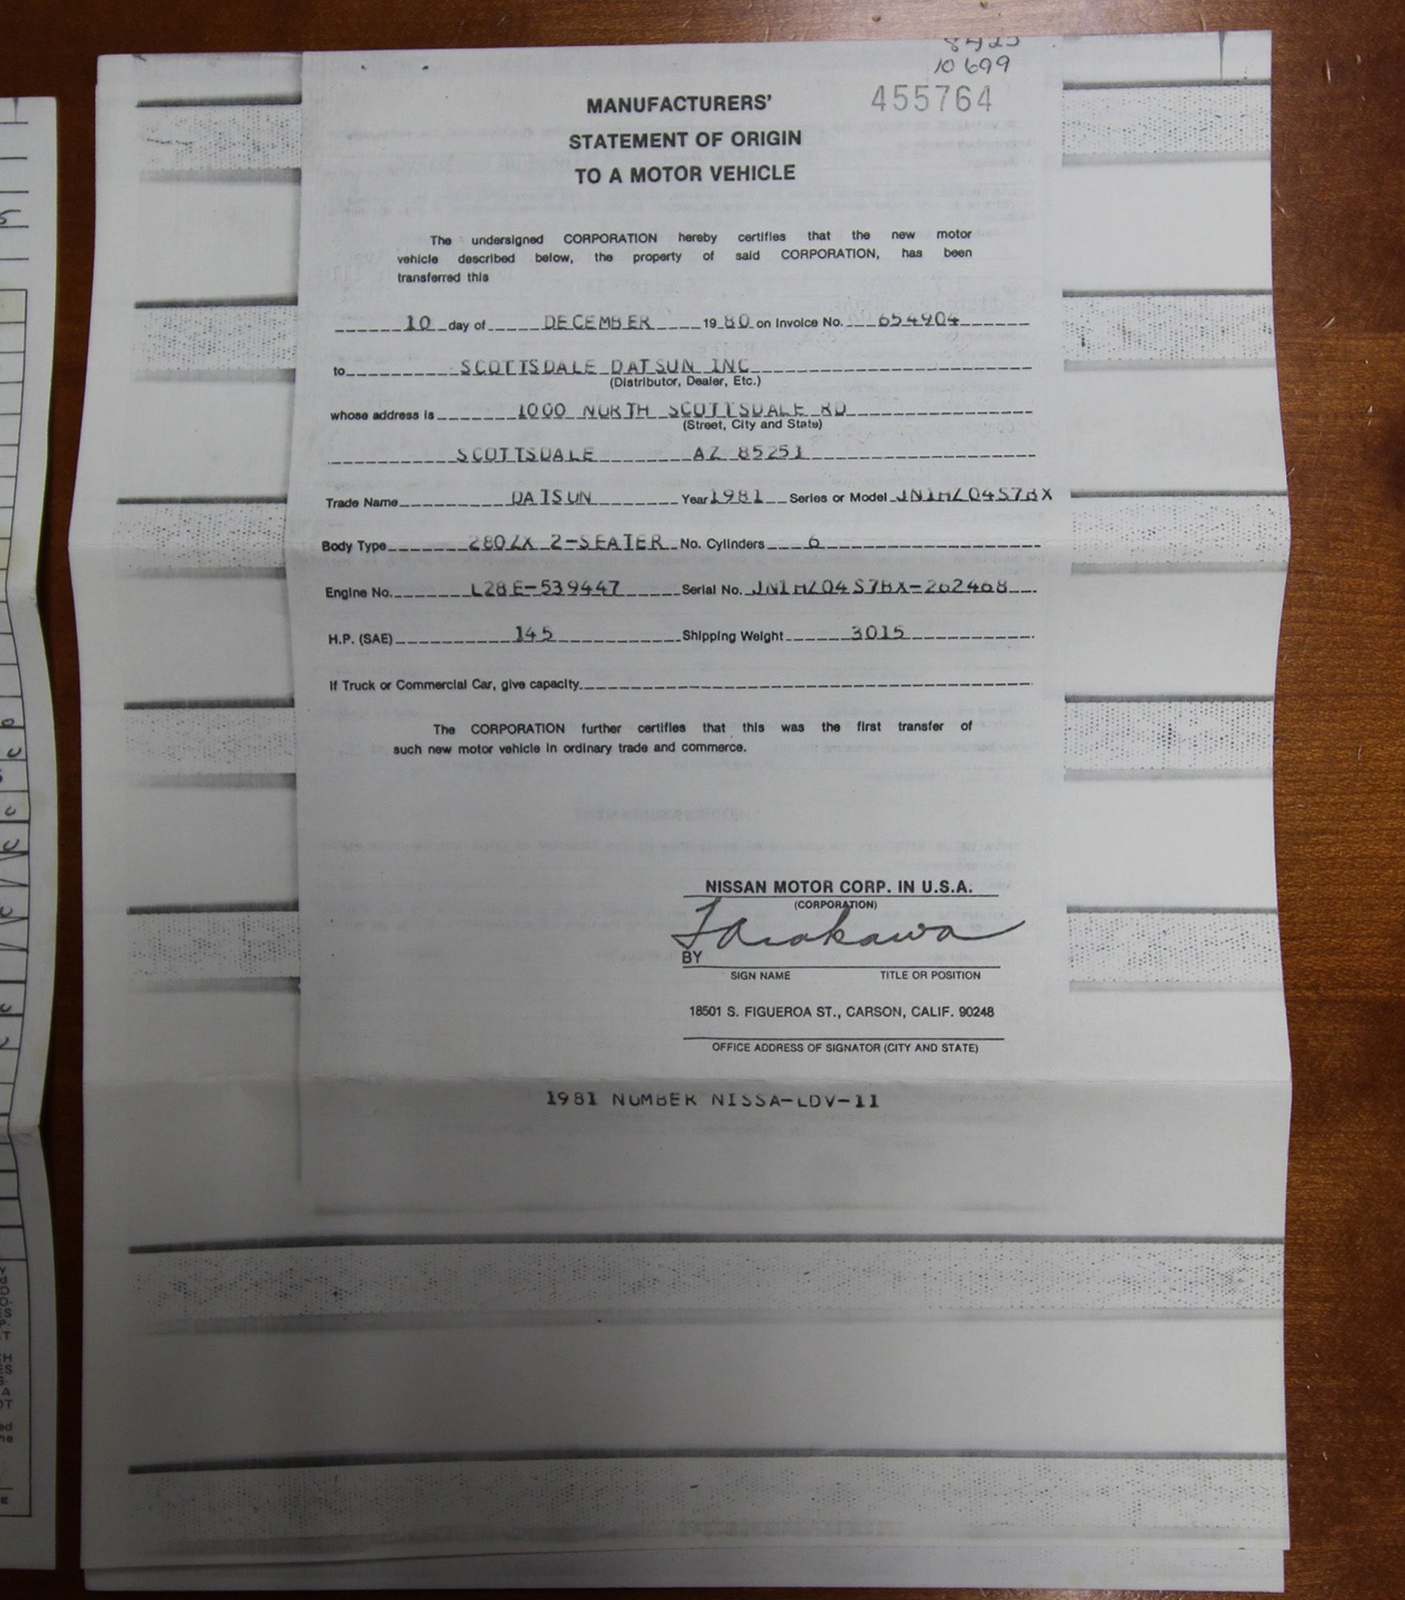 10 699
455764
MANUFACTURERS'
STATEMENT OF ORIGIN
TO A MOTOR VEHICLE
The undersigned CORPORATION hereby certifies that the new motor
vehicle described below, the property of said CORPORATION, has been
transferred this
10 day of DECEMBER 19 80 on Invoice No. 654904
to SCOTTSDALE DATSUN INC
(Distributor, Dealer, Etc.)
whose address is 1000 NORTH SCOTTSDALE RD
(Street, City and State)
SCOTTSDALE AZ 85251
Trade Name DATSUN Year 1981 Series or Model JN1HZ04S7BX
Body Type 280ZX 2-SEATER No. Cylinders 6
Engine No. L28E-539447 Serial No. JN1HZ04S7BX-262468
H.P. (SAE) 145 Shipping Weight 3015
If Truck or Commercial Car, give capacity
The CORPORATION further certifies that this was the first transfer of
such new motor vehicle in ordinary trade and commerce.
NISSAN MOTOR CORP. IN U.S.A.
(CORPORATION)
BY
SIGN NAME TITLE OR POSITION
18501 S. FIGUEROA ST., CARSON, CALIF. 90248
OFFICE ADDRESS OF SIGNATOR (CITY AND STATE)
1981 NUMBER NISSA-LDV-11